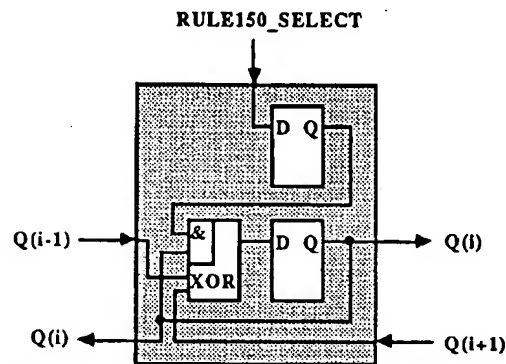 RULE150_SELECT
D Q
Q(i-1)
&
XOR
D Q
Q(i)
Q(i)
Q(i+1)